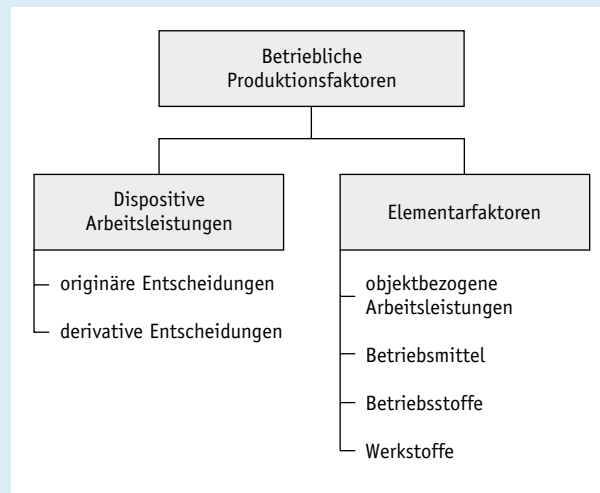 Betriebliche
Produktionsfaktoren
Dispositive
Arbeitsleistungen
originäre Entscheidungen
derivative Entscheidungen
Elementarfaktoren
objektbezogene
Arbeitsleistungen
Betriebsmittel
Betriebsstoffe
Werkstoffe